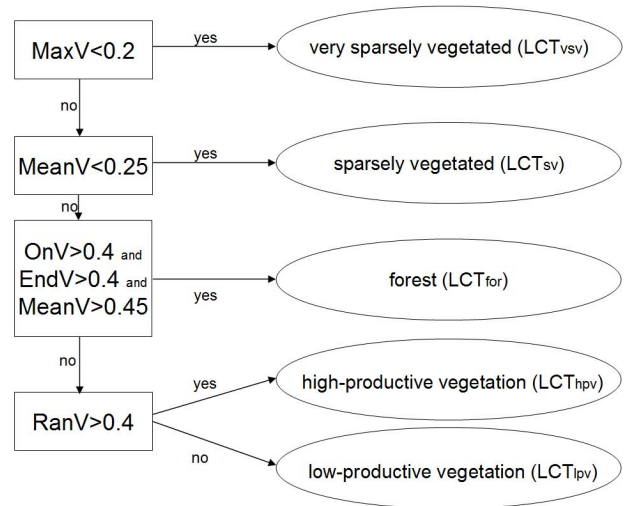 MaxV<0.2
yes
very sparsely vegetated (LCTvsv)
no
MeanV<0.25
yes
sparsely vegetated (LCTsv)
no
OnV>0.4 and
EndV>0.4 and
MeanV>0.45
yes
forest (LCTfor)
no
RanV>0.4
yes
high-productive vegetation (LCThpv)
no
low-productive vegetation (LCTlpv)